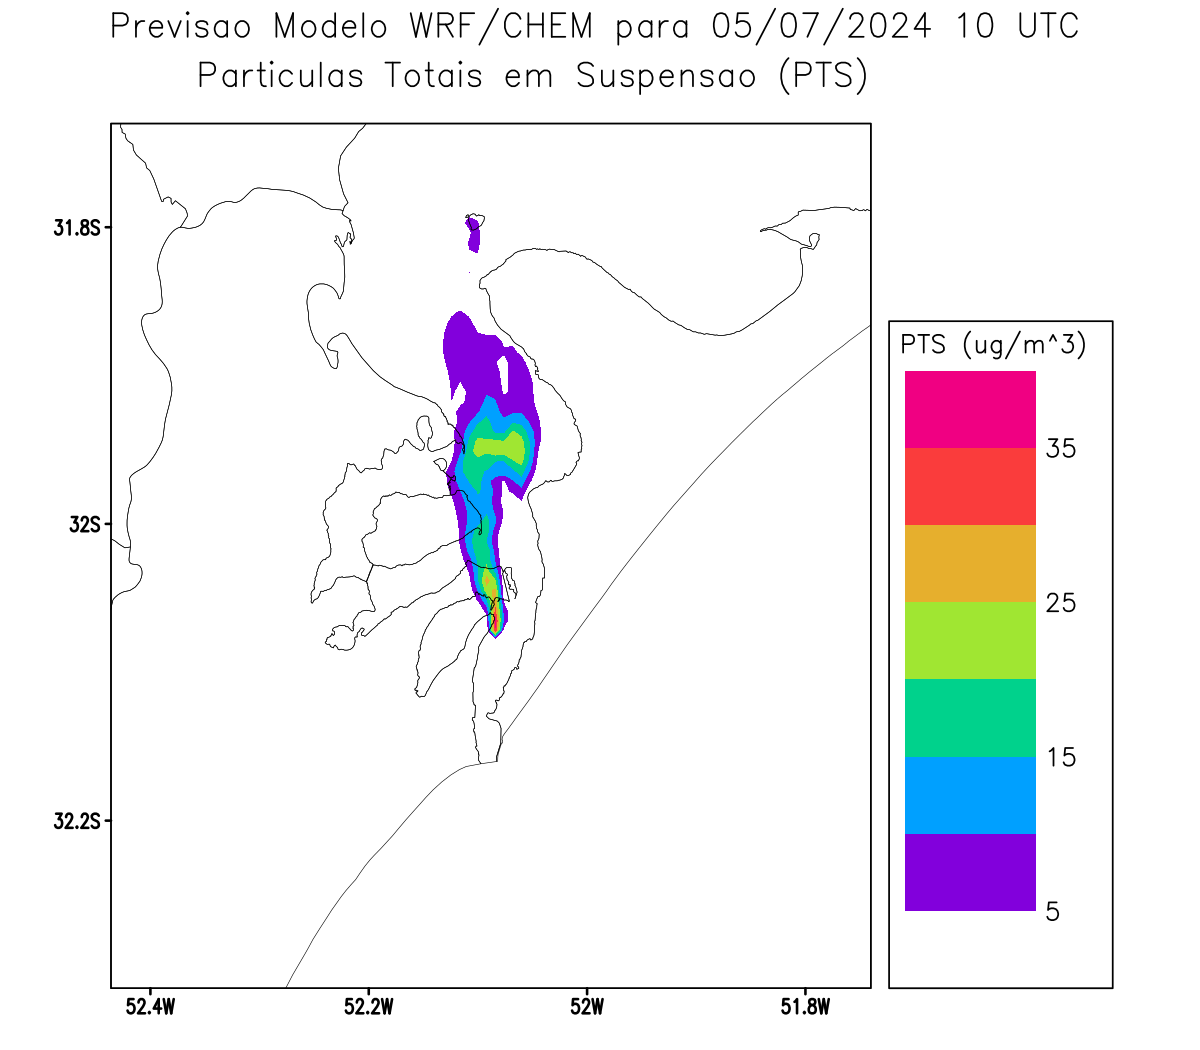 Previsao Modelo WRF/CHEM para 05/07/2024 10 UTC
Particulas Totais em Suspensao (PTS)
31.8S
32S
32.2S
52.4W
52.2W
52W
51.8W
PTS (ug/m^3)
35
25
15
5